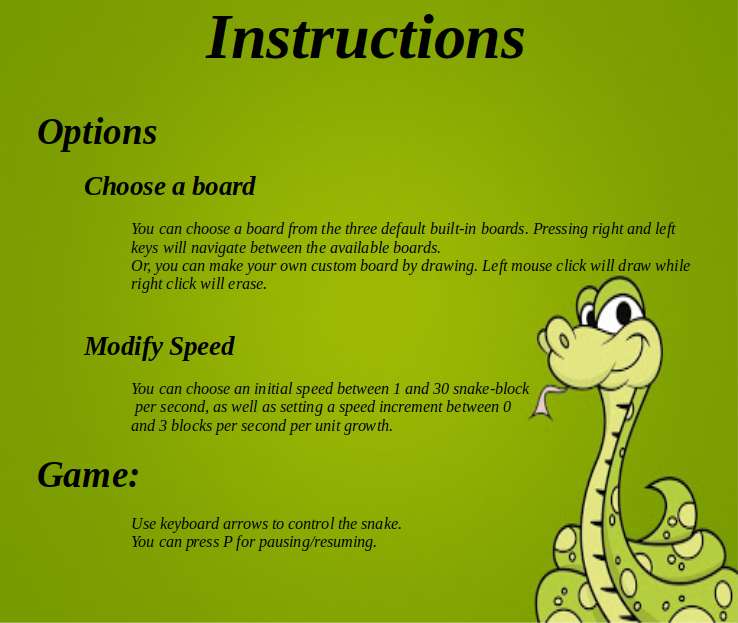 Instructions
Options
Choose a board
You can choose a board from the three default built-in boards. Pressing right and left
keys will navigate between the available boards.
Or, you can make your own custom board by drawing. Left mouse click will draw while
right click will erase.
Modify Speed
You can choose an initial speed between 1 and 30 snake-block
per second, as well as setting a speed increment between 0
and 3 blocks per second per unit growth.
Game:
Use keyboard arrows to control the snake.
You can press P for pausing/resuming.